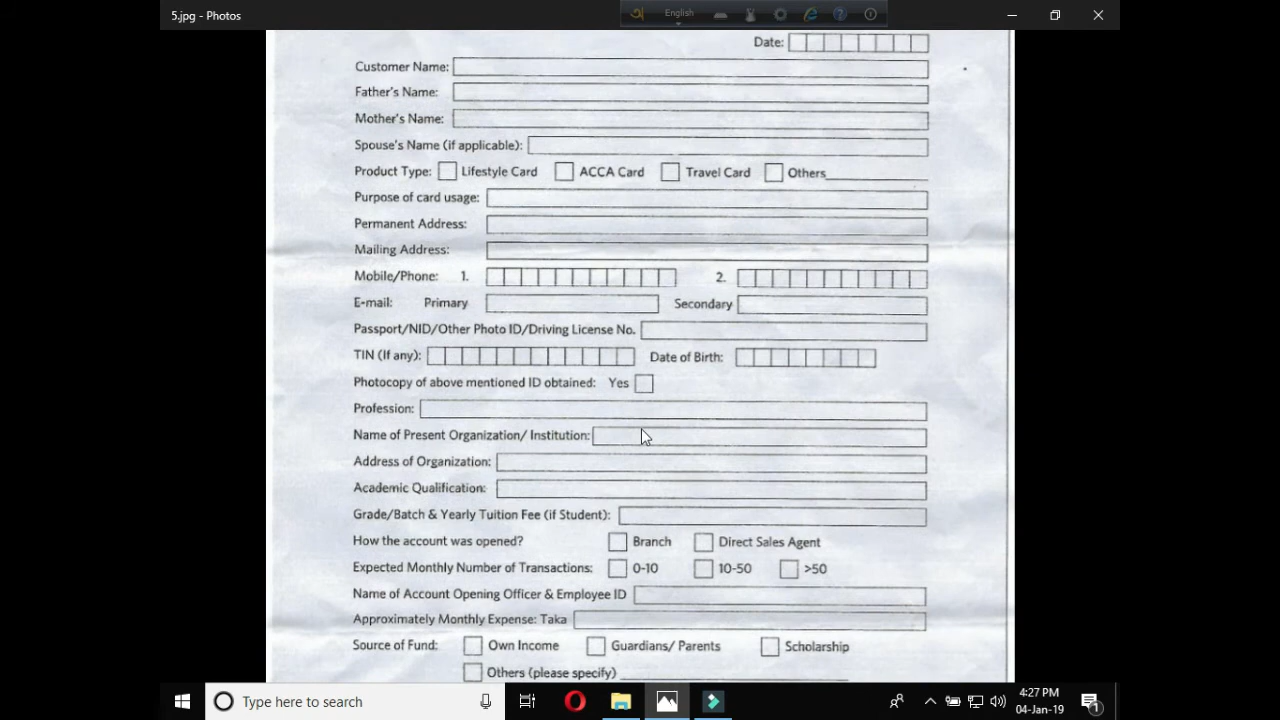 5.jpg - Photos
English
Date:
Customer Name:
Father's Name:
Mother's Name:
Spouse's Name (if applicable):
Product Type: Lifestyle Card ACCA Card Travel Card Others
Purpose of card usage:
Permanent Address:
Mailing Address:
Mobile/Phone: 1. 2.
E-mail: Primary Secondary
Passport/NID/Other Photo ID/Driving License No.
TIN (If any): Date of Birth:
Photocopy of above mentioned ID obtained: Yes
Profession:
Name of Present Organization/ Institution:
Address of Organization:
Academic Qualification:
Grade/Batch & Yearly Tuition Fee (if Student):
How the account was opened? Branch Direct Sales Agent
Expected Monthly Number of Transactions: 0-10 10-50 >50
Name of Account Opening Officer & Employee ID
Approximately Monthly Expense: Taka
Source of Fund: Own Income Guardians/ Parents Scholarship
Others (please specify)
Type here to search
4:27 PM
04-Jan-19
1